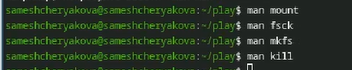 sameshcheryakova@sameshcheryakova:~/play$ man mount
sameshcheryakova@sameshcheryakova:~/play$ man fsck
sameshcheryakova@sameshcheryakova:~/play$ man mkfs
sameshcheryakova@sameshcheryakova:~/play$ man kill